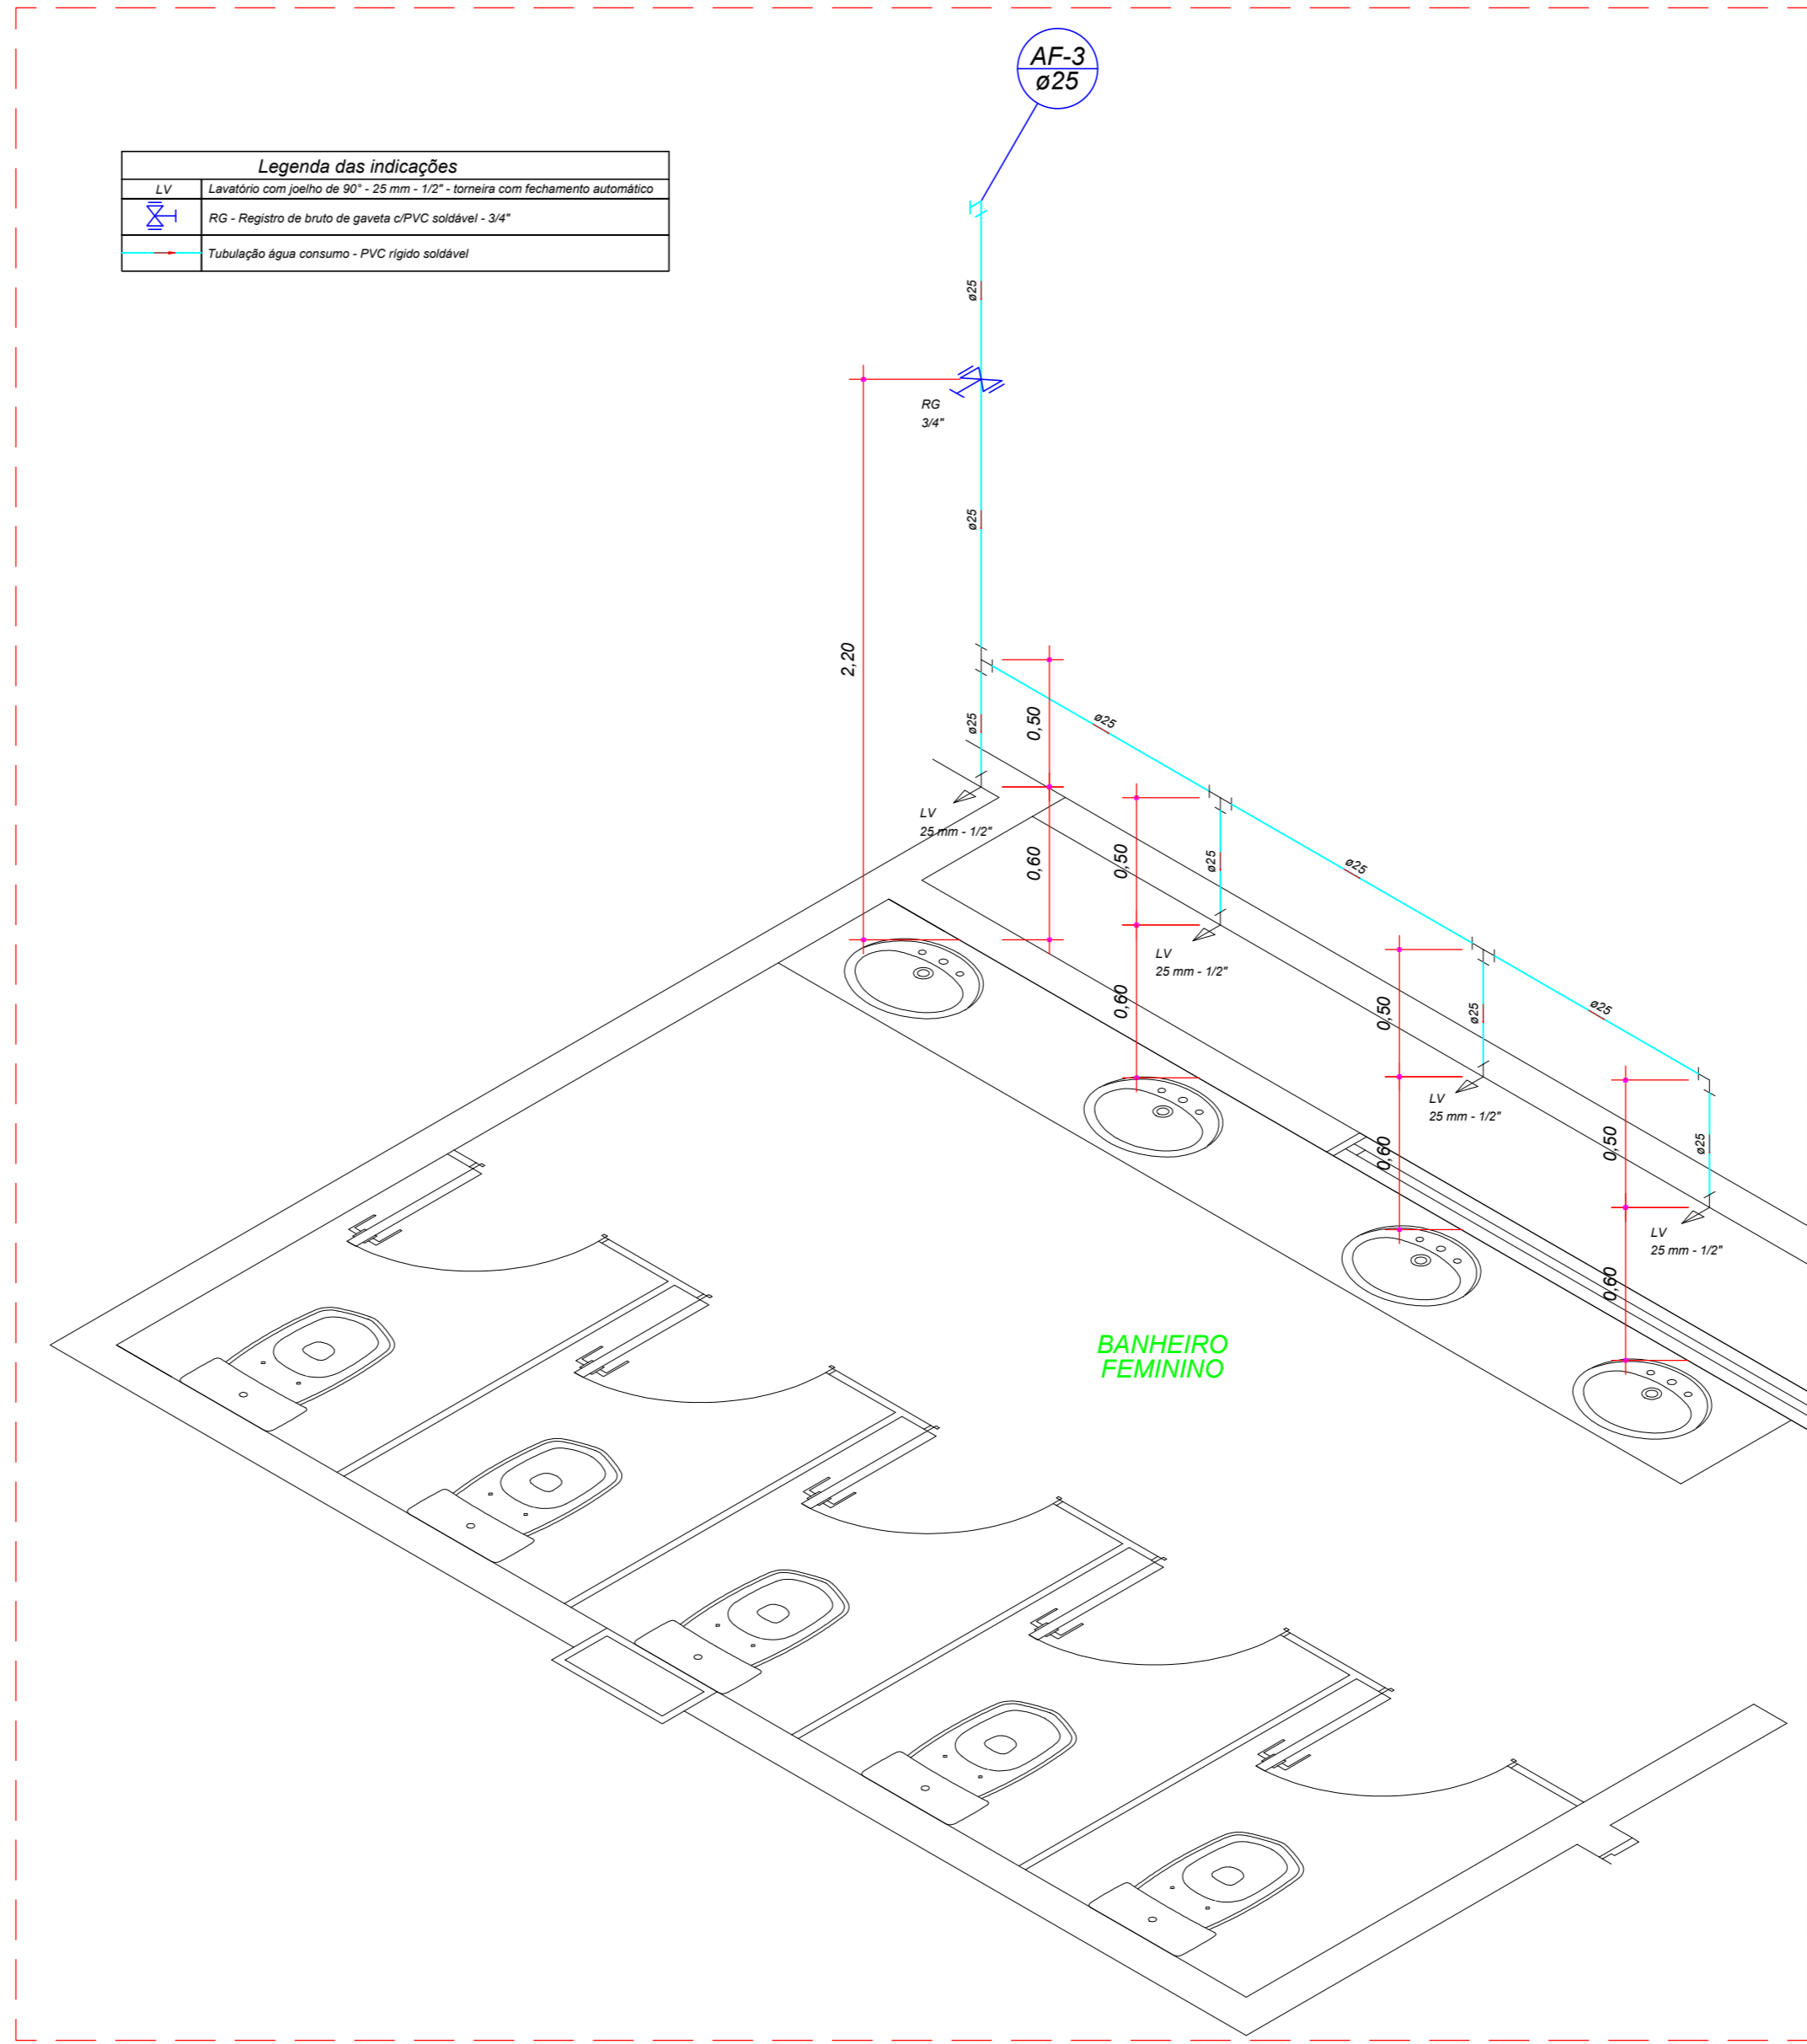 AF-3
ø25
Legenda das indicações
LV Lavatório com joelho de 90° - 25 mm - 1/2" - torneira com fechamento automático
RG - Registro de bruto de gaveta c/PVC soldável - 3/4"
Tubulação água consumo - PVC rígido soldável
ø25
RG
3/4"
ø25
2,20
ø25
0,50
ø25
LV
25 mm - 1/2"
0,60
0,50
ø25
ø25
LV
25 mm - 1/2"
0,60
0,50
ø25
ø25
LV
25 mm - 1/2"
0,60
0,50
ø25
LV
25 mm - 1/2"
0,60
BANHEIRO
FEMININO